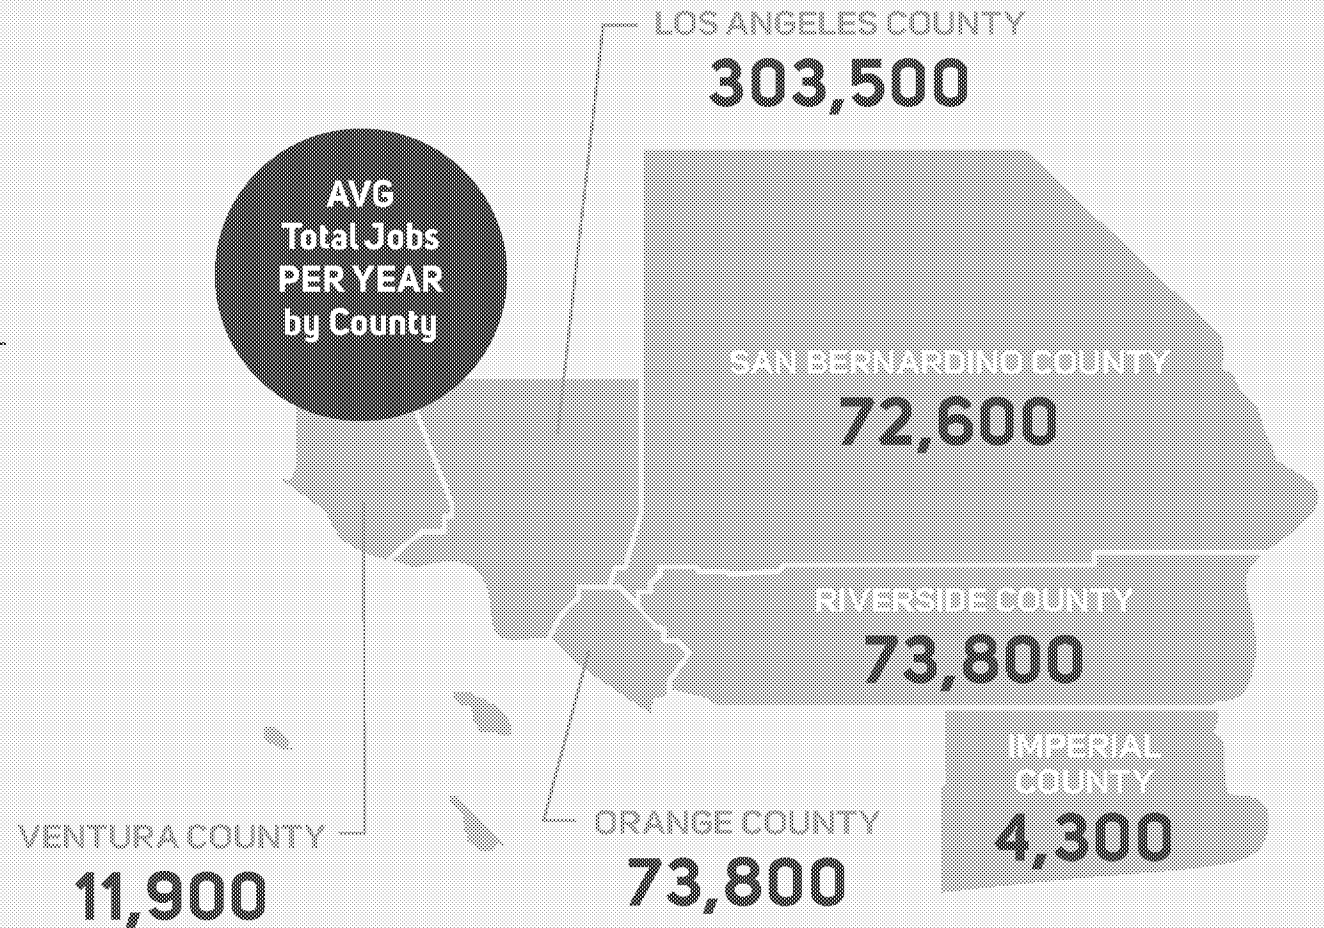 LOS ANGELES COUNTY
303,500
AVG
Total Jobs
PER YEAR
by County
SAN BERNARDINO COUNTY
72,600
RIVERSIDE COUNTY
73,800
IMPERIAL
COUNTY
4,300
ORANGE COUNTY
73,800
VENTURA COUNTY
11,900